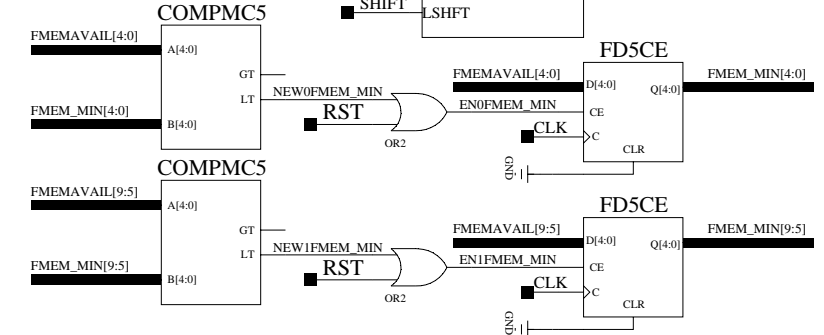 SHIFT
LSHFT
COMPMC5
FMEMAVAIL[4:0]
A[4:0]
GT
LT
NEW0FMEM_MIN
FMEM_MIN[4:0]
B[4:0]
RST
OR2
EN0FMEM_MIN
FD5CE
FMEMAVAIL[4:0]
D[4:0]
Q[4:0]
FMEM_MIN[4:0]
CE
CLK
C
CLR
GND
COMPMC5
FMEMAVAIL[9:5]
A[4:0]
GT
LT
NEW1FMEM_MIN
FMEM_MIN[9:5]
B[4:0]
RST
OR2
EN1FMEM_MIN
FD5CE
FMEMAVAIL[9:5]
D[4:0]
Q[4:0]
FMEM_MIN[9:5]
CE
CLK
C
CLR
GND